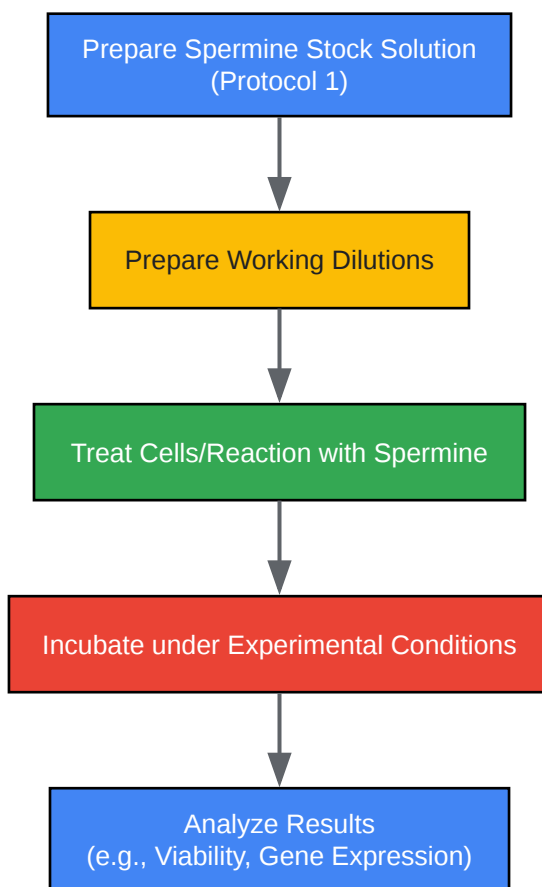 Prepare Spermine Stock Solution
(Protocol 1)
Prepare Working Dilutions
Treat Cells/Reaction with Spermine
Incubate under Experimental Conditions
Analyze Results
(e.g., Viability, Gene Expression)